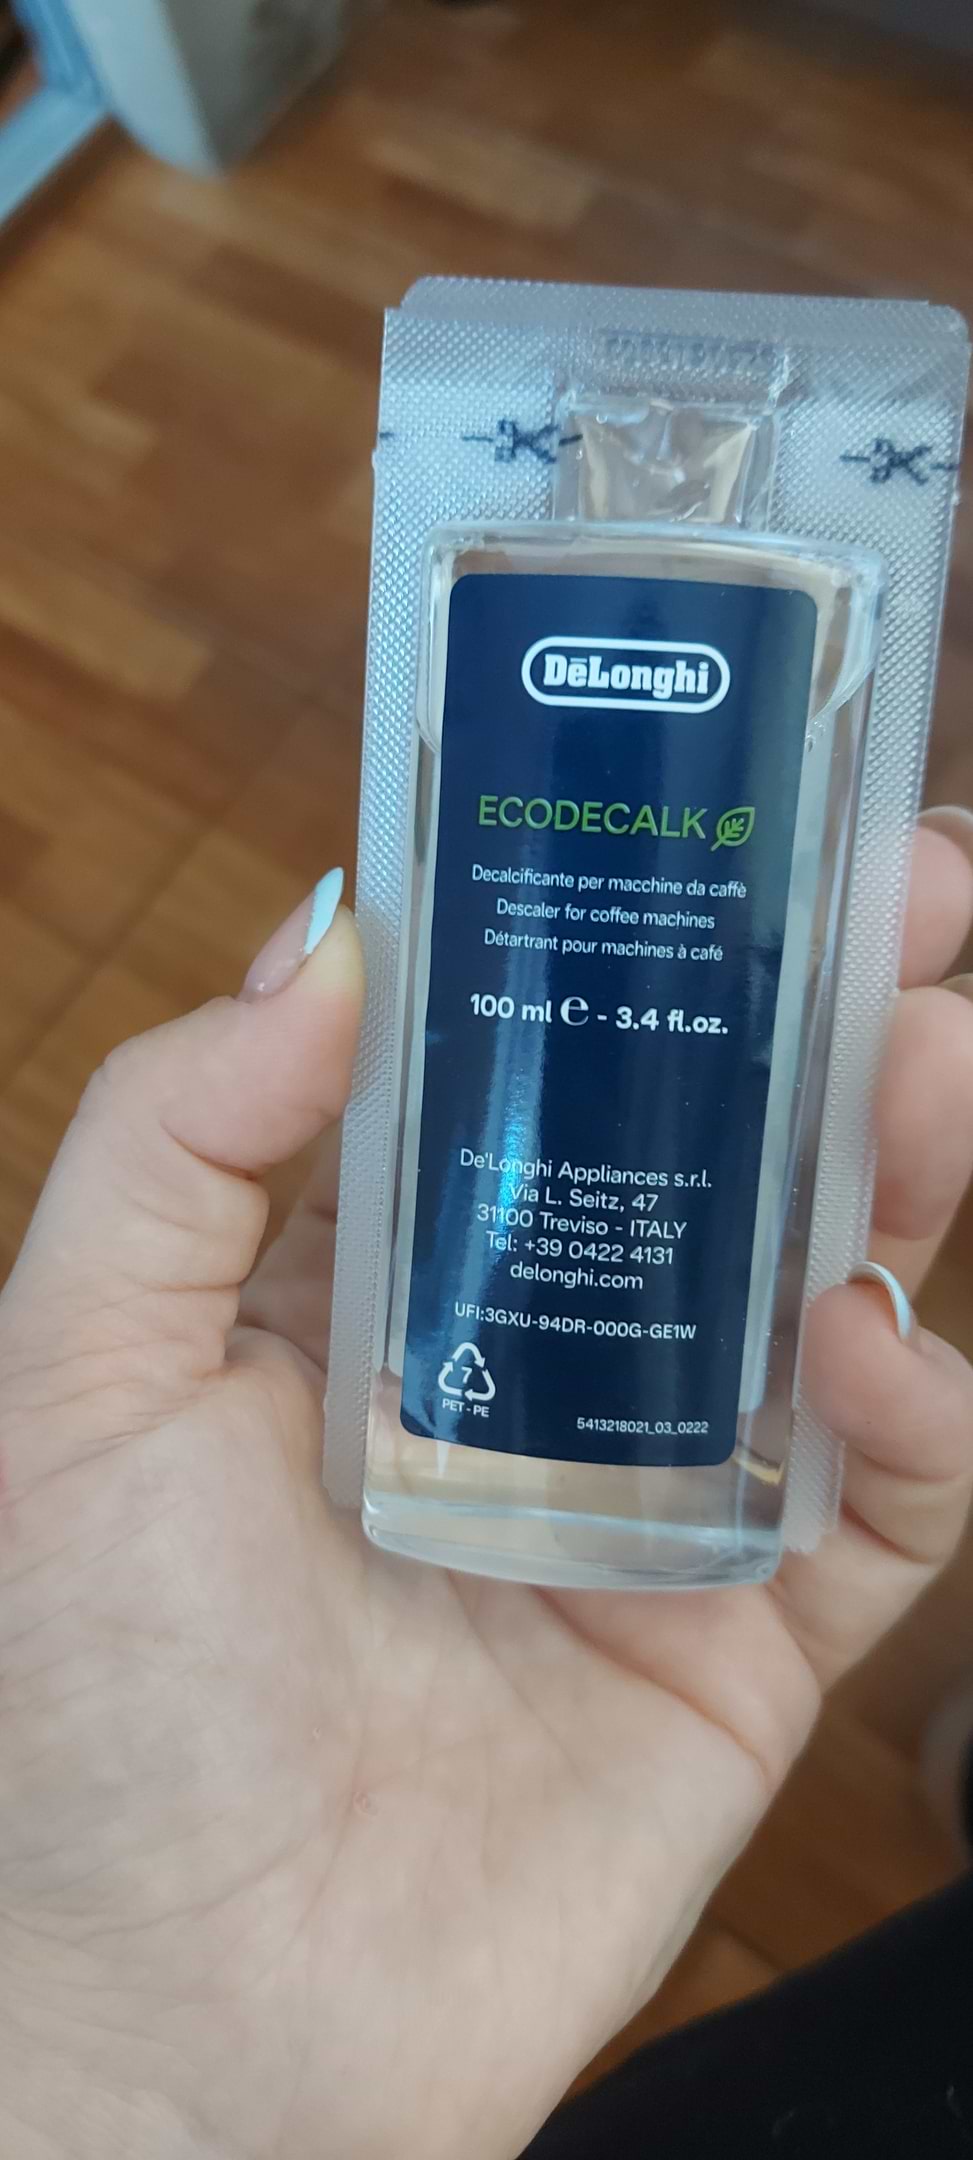 DeLonghi
ECODECALK
Decalcificante per macchine da caffè
Descaler for coffee machines
Détartrant pour machines à café
100 ml e - 3.4 fl.oz.
De'Longhi Appliances s.r.l.
Via L. Seitz, 47
31100 Treviso - ITALY
Tel: +39 0422 4131
delonghi.com
UFI:3GXU-94DR-000G-GE1W
7
PET-PE
5413218021_03_0222